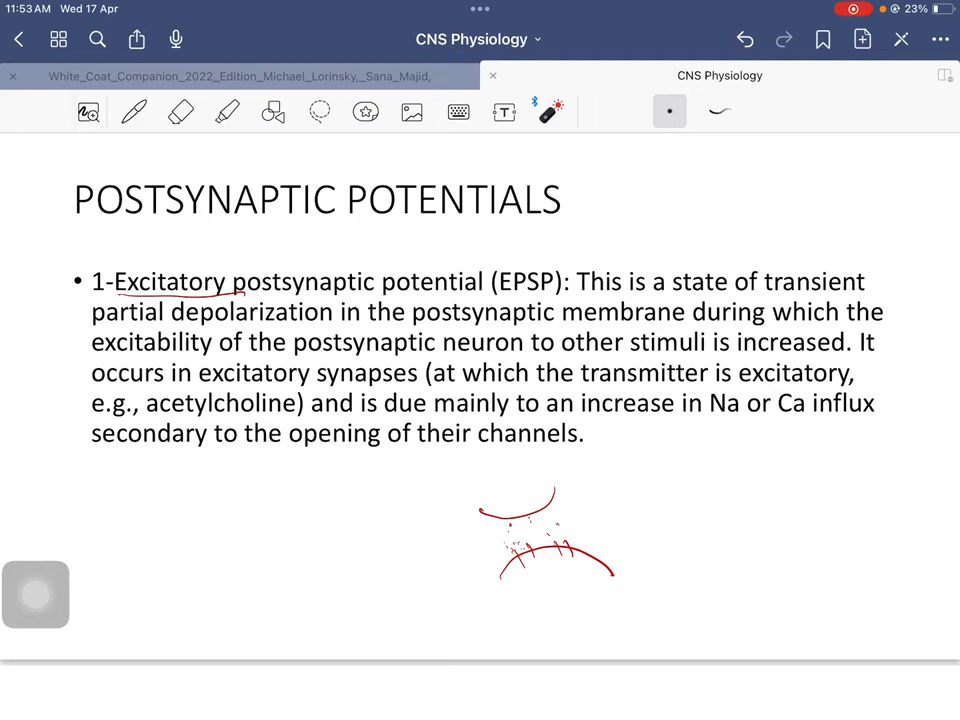 11:53 AM Wed 17 Apr
23%
CNS Physiology
White_Coat_Companion_2022_Edition_Michael_Lorinsky,_Sana_Majid,
CNS Physiology
T
POSTSYNAPTIC POTENTIALS
• 1-Excitatory postsynaptic potential (EPSP): This is a state of transient
partial depolarization in the postsynaptic membrane during which the
excitability of the postsynaptic neuron to other stimuli is increased. It
occurs in excitatory synapses (at which the transmitter is excitatory,
e.g., acetylcholine) and is due mainly to an increase in Na or Ca influx
secondary to the opening of their channels.